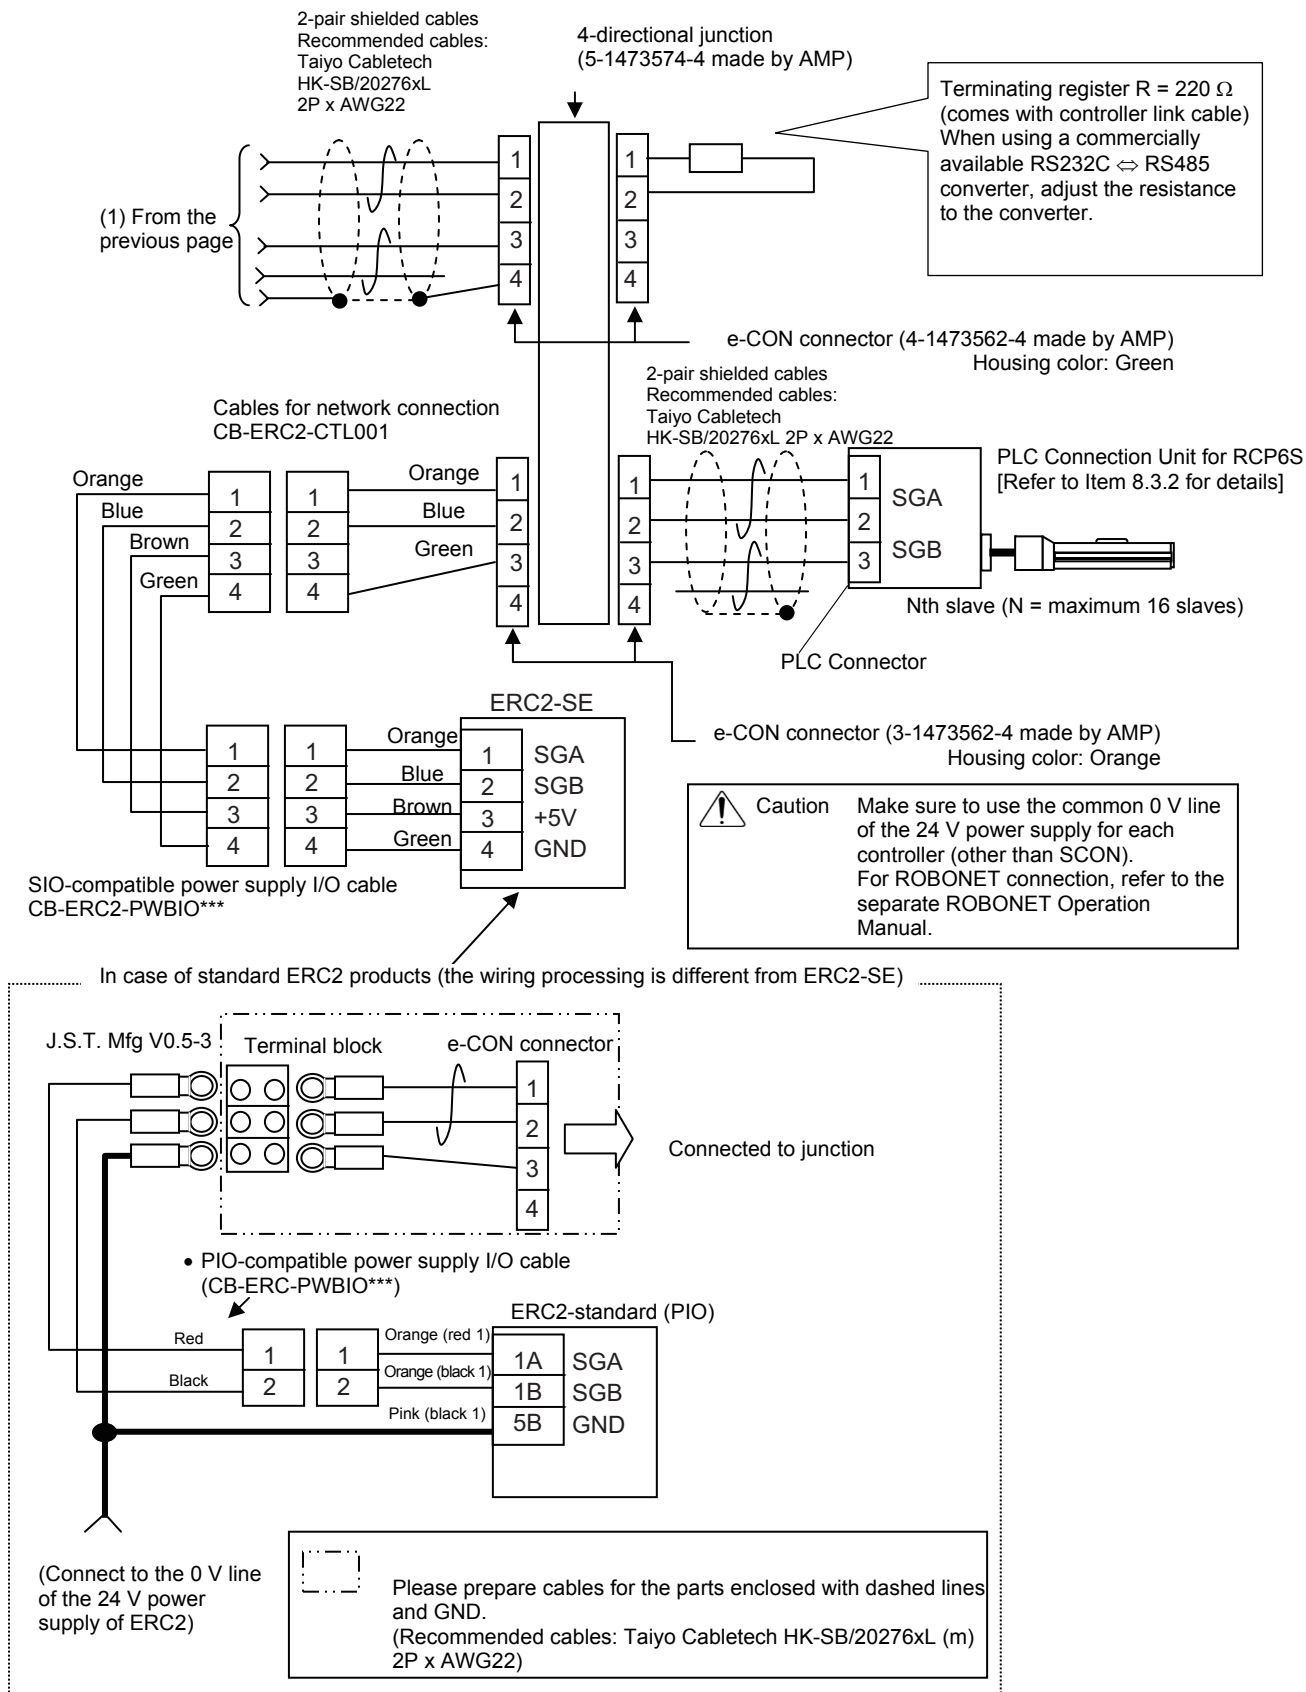 2-pair shielded cables
Recommended cables:
Taiyo Cabletech
HK-SB/20276xL
2P x AWG22
4-directional junction
(5-1473574-4 made by AMP)
Terminating register R = 220 Ω
(comes with controller link cable)
When using a commercially
available RS232C ⇔ RS485
converter, adjust the resistance
to the converter.
(1) From the
previous page
1
2
3
4
1
2
3
4
e-CON connector (4-1473562-4 made by AMP)
Housing color: Green
2-pair shielded cables
Recommended cables:
Taiyo Cabletech
HK-SB/20276xL 2P x AWG22
Cables for network connection
CB-ERC2-CTL001
Orange
Blue
Brown
Green
1
2
3
4
1
2
3
4
Orange
Blue
Green
1
2
3
4
1
2
3
4
1
2
3
SGA
SGB
PLC Connection Unit for RCP6S
[Refer to Item 8.3.2 for details]
Nth slave (N = maximum 16 slaves)
PLC Connector
ERC2-SE
1
2
3
4
1
2
3
4
Orange
Blue
Brown
Green
1 SGA
2 SGB
3 +5V
4 GND
e-CON connector (3-1473562-4 made by AMP)
Housing color: Orange
Caution
Make sure to use the common 0 V line
of the 24 V power supply for each
controller (other than SCON).
For ROBONET connection, refer to the
separate ROBONET Operation
Manual.
SIO-compatible power supply I/O cable
CB-ERC2-PWBIO***
In case of standard ERC2 products (the wiring processing is different from ERC2-SE)
J.S.T. Mfg V0.5-3
Terminal block
e-CON connector
1
2
3
4
Connected to junction
• PIO-compatible power supply I/O cable
(CB-ERC-PWBIO***)
ERC2-standard (PIO)
Red
Black
1
2
1
2
Orange (red 1)
Orange (black 1)
Pink (black 1)
1A SGA
1B SGB
5B GND
(Connect to the 0 V line
of the 24 V power
supply of ERC2)
Please prepare cables for the parts enclosed with dashed lines
and GND.
(Recommended cables: Taiyo Cabletech HK-SB/20276xL (m)
2P x AWG22)